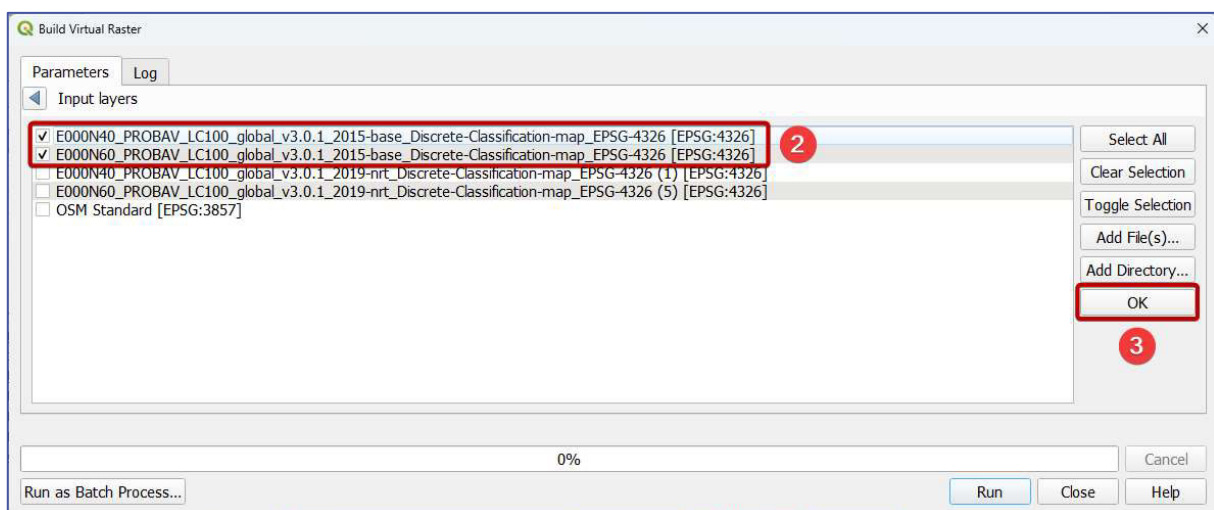 Build Virtual Raster
Parameters Log
Input layers
E000N40_PROBAV_LC100_global_v3.0.1_2015-base_Discrete-Classification-map_EPSG-4326 [EPSG:4326]
E000N60_PROBAV_LC100_global_v3.0.1_2015-base_Discrete-Classification-map_EPSG-4326 [EPSG:4326]
2
E000N40_PROBAV_LC100_global_v3.0.1_2019-nrt_Discrete-Classification-map_EPSG-4326 (1) [EPSG:4326]
E000N60_PROBAV_LC100_global_v3.0.1_2019-nrt_Discrete-Classification-map_EPSG-4326 (5) [EPSG:4326]
OSM Standard [EPSG:3857]
Select All
Clear Selection
Toggle Selection
Add File(s)...
Add Directory...
OK
3
0%
Cancel
Run as Batch Process...
Run Close Help